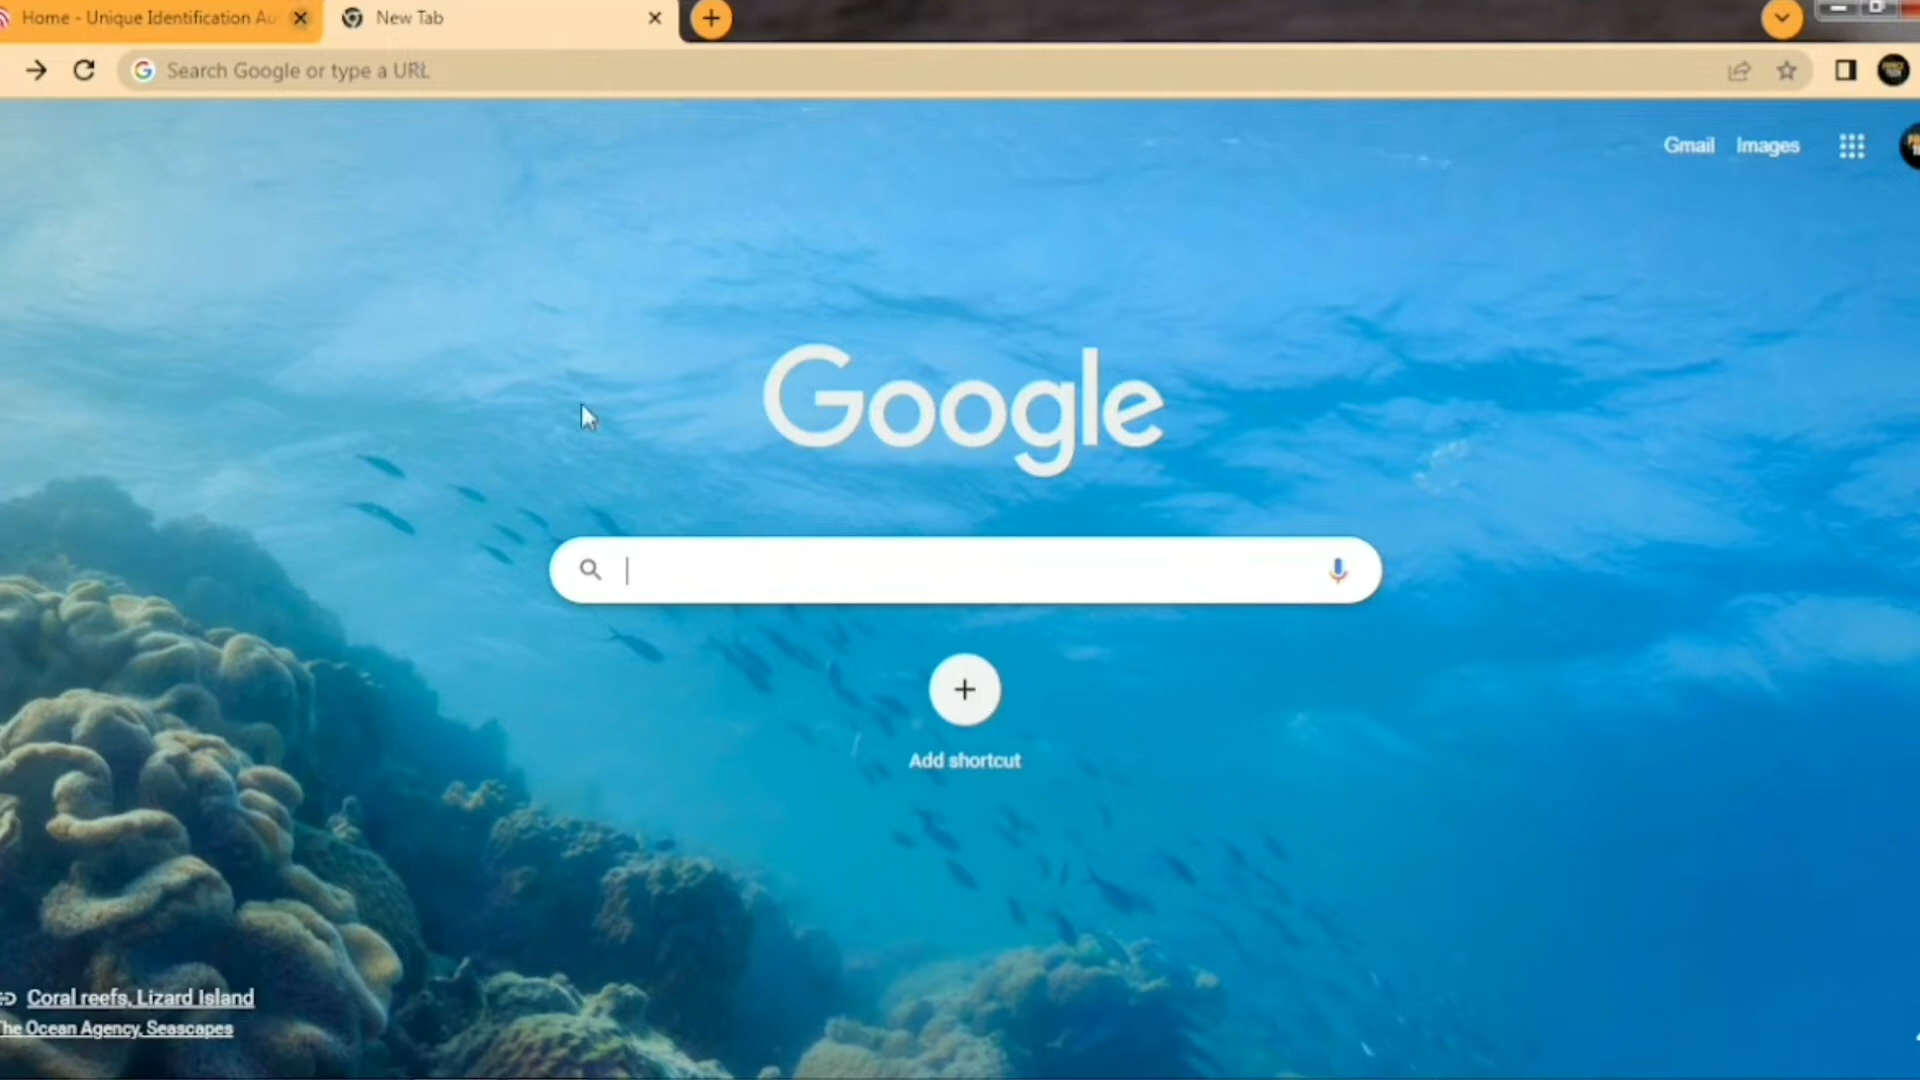 Home - Unique Identification Au
New Tab
Search Google or type a URL
Gmail
Images
Google
Add shortcut
Coral reefs, Lizard Island
The Ocean Agency, Seascapes